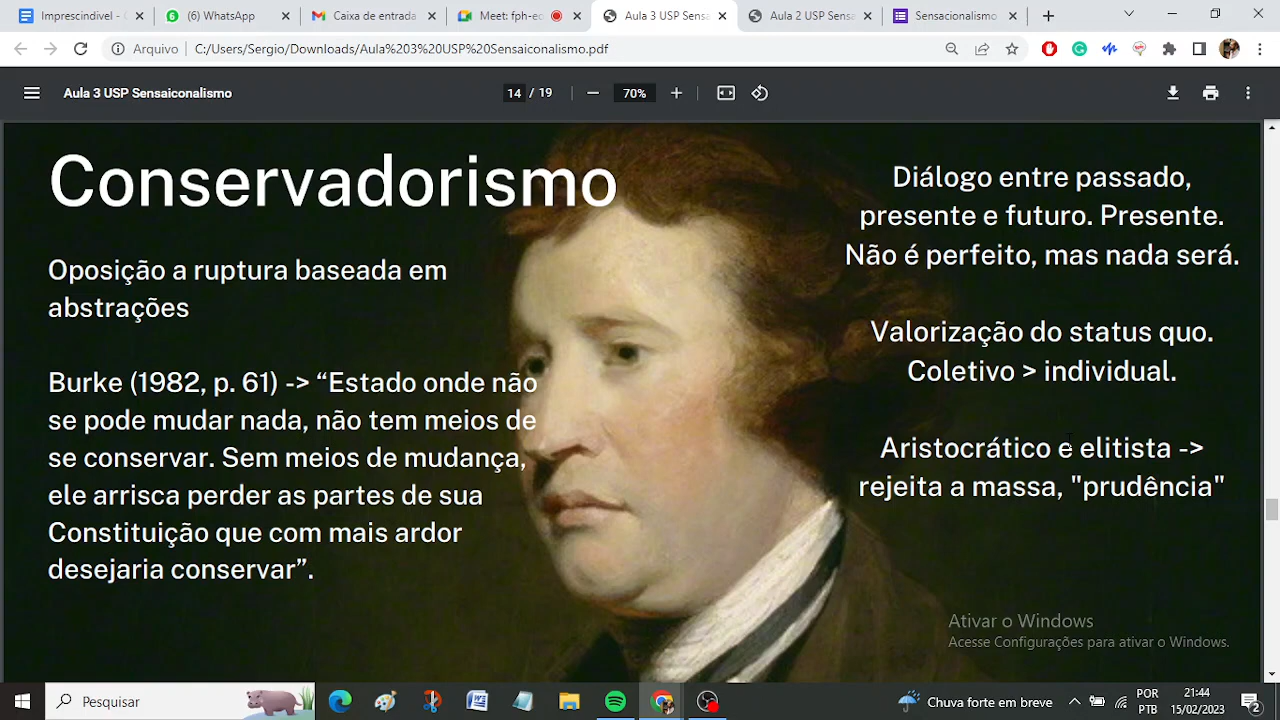 Imprescindível - G
(6) WhatsApp
Caixa de entrada
Meet: fph-eo
Aula 3 USP Sensa
Aula 2 USP Sensa
Sensacionalismo
Arquivo
C:/Users/Sergio/Downloads/Aula%203%20USP%20Sensaiconalismo.pdf
Aula 3 USP Sensaiconalismo
14 / 19
70%
Conservadorismo
Oposição a ruptura baseada em
abstrações
Burke (1982, p. 61) -> “Estado onde não
se pode mudar nada, não tem meios de
se conservar. Sem meios de mudança,
ele arrisca perder as partes de sua
Constituição que com mais ardor
desejaria conservar”.
Diálogo entre passado,
presente e futuro. Presente.
Não é perfeito, mas nada será.
Valorização do status quo.
Coletivo > individual.
Aristocrático e elitista ->
rejeita a massa, "prudência"
Ativar o Windows
Acesse Configurações para ativar o Windows.
Pesquisar
Chuva forte em breve
POR
PTB
21:44
15/02/2023
2